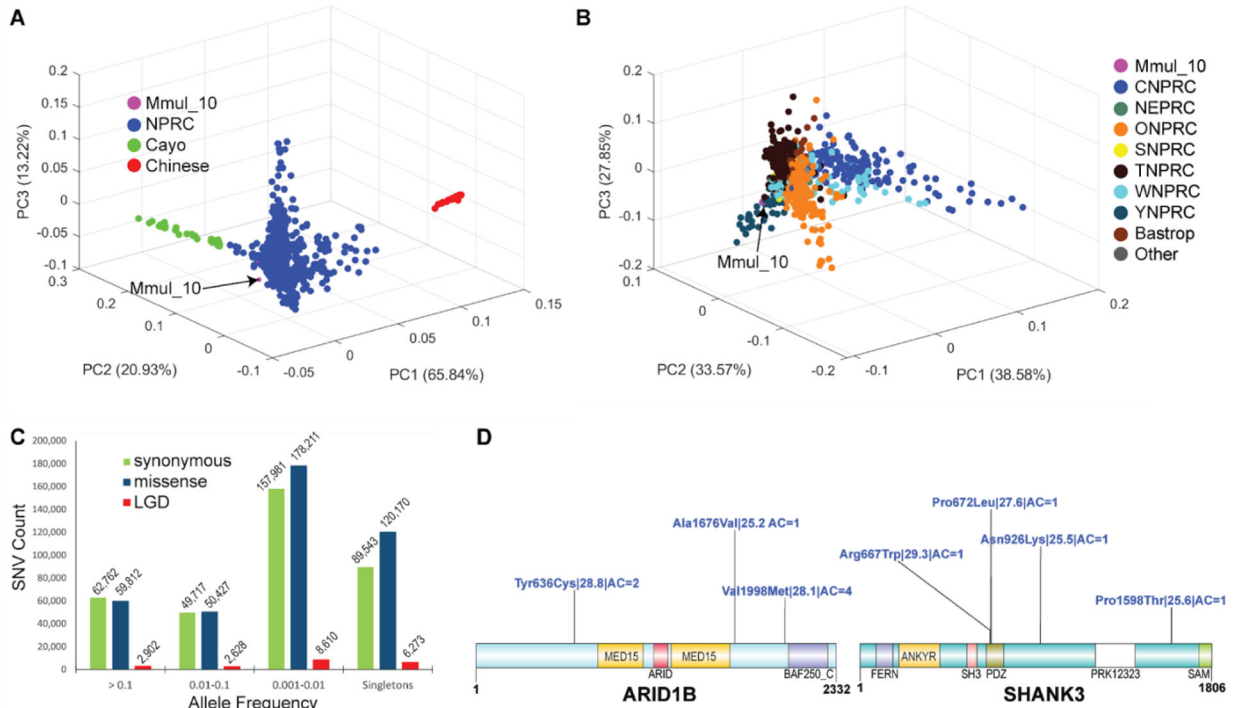 A
0.2
0.15
0.1
0.05
0
-0.05
-0.1
PC3 (13.22%)
Mmul_10
NPRC
Cayo
Chinese
Mmul_10
0.3
0.2
0.1
0
-0.1
PC2 (20.93%)
-0.05
0
0.05
0.1
0.15
PC1 (65.84%)
B
0.2
0.1
0
-0.1
-0.2
PC3 (27.85%)
Mmul_10
0.1
0
-0.1
-0.2
PC2 (33.57%)
-0.1
0
0.1
0.2
PC1 (38.58%)
Mmul_10
CNPRC
NEPRC
ONPRC
SNPRC
TNPRC
WNPRC
YNPRC
Bastrop
Other
C
200,000
180,000
160,000
140,000
120,000
100,000
80,000
60,000
40,000
20,000
0
SNV Count
synonymous
missense
LGD
62,762
59,812
2,902
49,717
50,427
2,628
157,981
178,211
8,610
89,543
120,170
6,273
> 0.1
0.01-0.1
0.001-0.01
Singletons
Allele Frequency
D
Tyr636Cys|28.8|AC=2
Ala1676Val|25.2 AC=1
Val1998Met|28.1|AC=4
MED15
ARID
MED15
BAF250_C
1
2332
ARID1B
Arg667Trp|29.3|AC=1
Pro672Leu|27.6|AC=1
Asn926Lys|25.5|AC=1
Pro1598Thr|25.6|AC=1
FERN
ANKYR
SH3
PDZ
PRK12323
SAM
1
1806
SHANK3